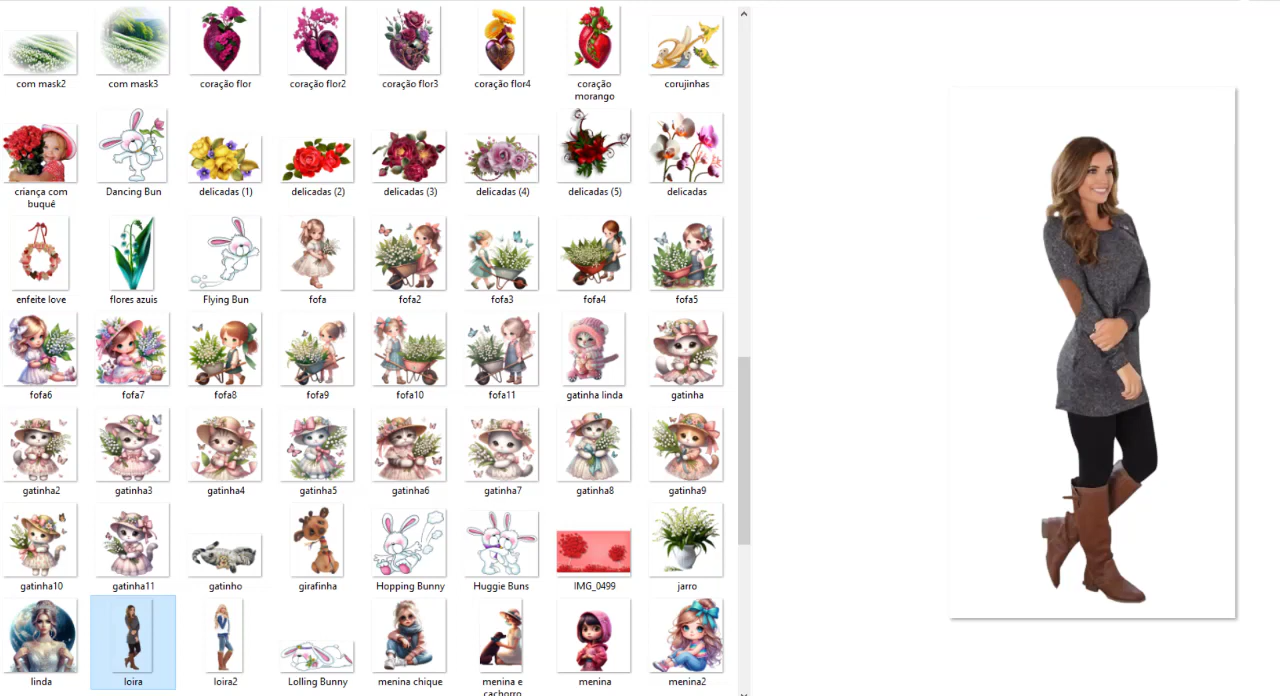 com mask2
com mask3
coração flor
coração flor2
coração flor3
coração flor4
coração
morango
corujinhas
criança com
buquê
Dancing Bun
delicadas (1)
delicadas (2)
delicadas (3)
delicadas (4)
delicadas (5)
delicadas
enfeite love
flores azuis
Flying Bun
fofa
fofa2
fofa3
fofa4
fofa5
fofa6
fofa7
fofa8
fofa9
fofa10
fofa11
gatinha linda
gatinha
gatinha2
gatinha3
gatinha4
gatinha5
gatinha6
gatinha7
gatinha8
gatinha9
gatinha10
gatinha11
gatinho
girafinha
Hopping Bunny
Huggie Buns
IMG_0499
jarro
linda
loira
loira2
Lolling Bunny
menina chique
menina e
cachorro
menina
menina2